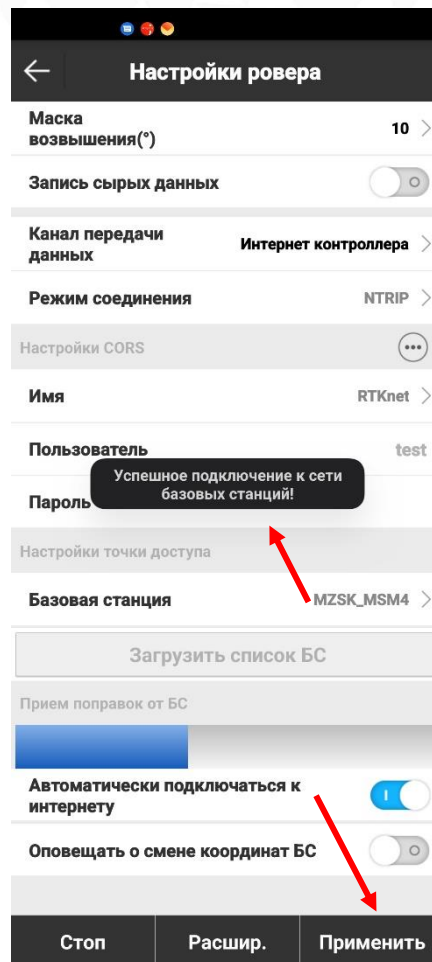 Настройки ровера
Маска
возвышения(°)
10
Запись сырых данных
Канал передачи
данных
Интернет контроллера
Режим соединения
NTRIP
Настройки CORS
Имя
RTKnet
Пользователь
test
Успешное подключение к сети
базовых станций!
Пароль
Настройки точки доступа
Базовая станция
MZSK_MSM4
Загрузить список БС
Прием поправок от БС
Автоматически подключаться к
интернету
Оповещать о смене координат БС
Стоп
Расшир.
Применить